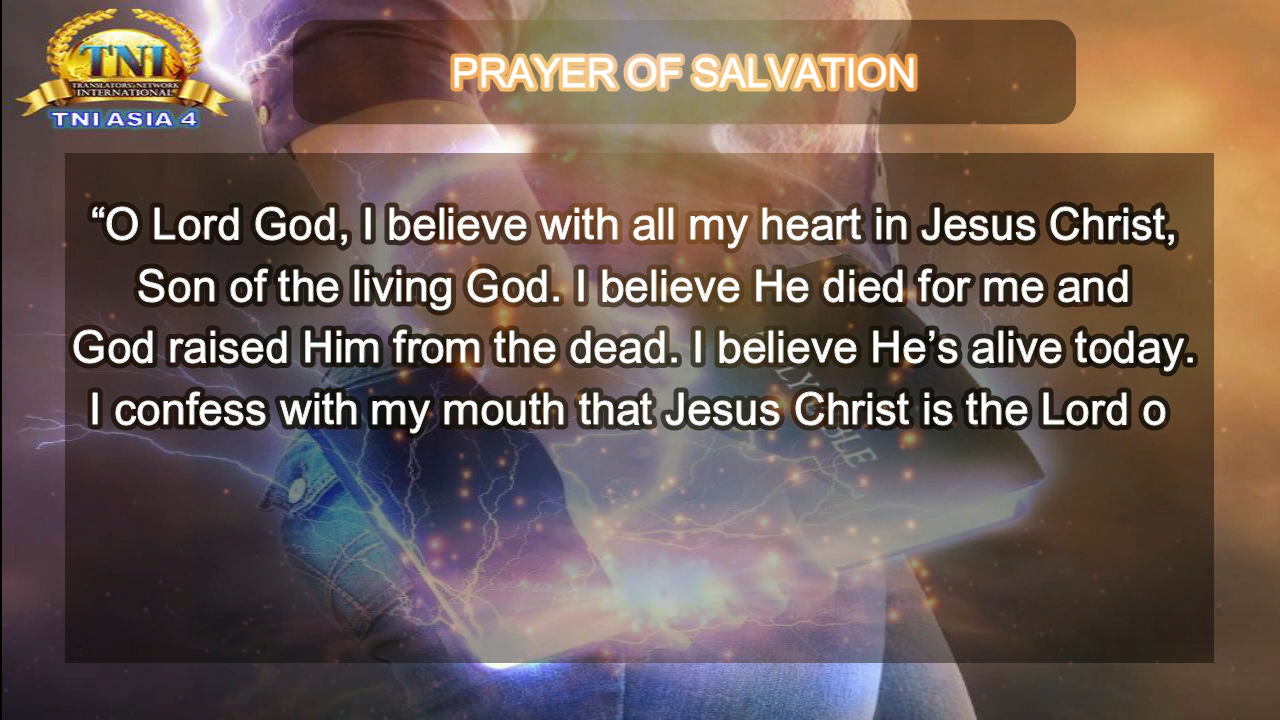 TNI
TRANSLATORS' NETWORK
INTERNATIONAL
TNI ASIA 4
PRAYER OF SALVATION
“O Lord God, I believe with all my heart in Jesus Christ,
Son of the living God. I believe He died for me and
God raised Him from the dead. I believe He’s alive today.
I confess with my mouth that Jesus Christ is the Lord o